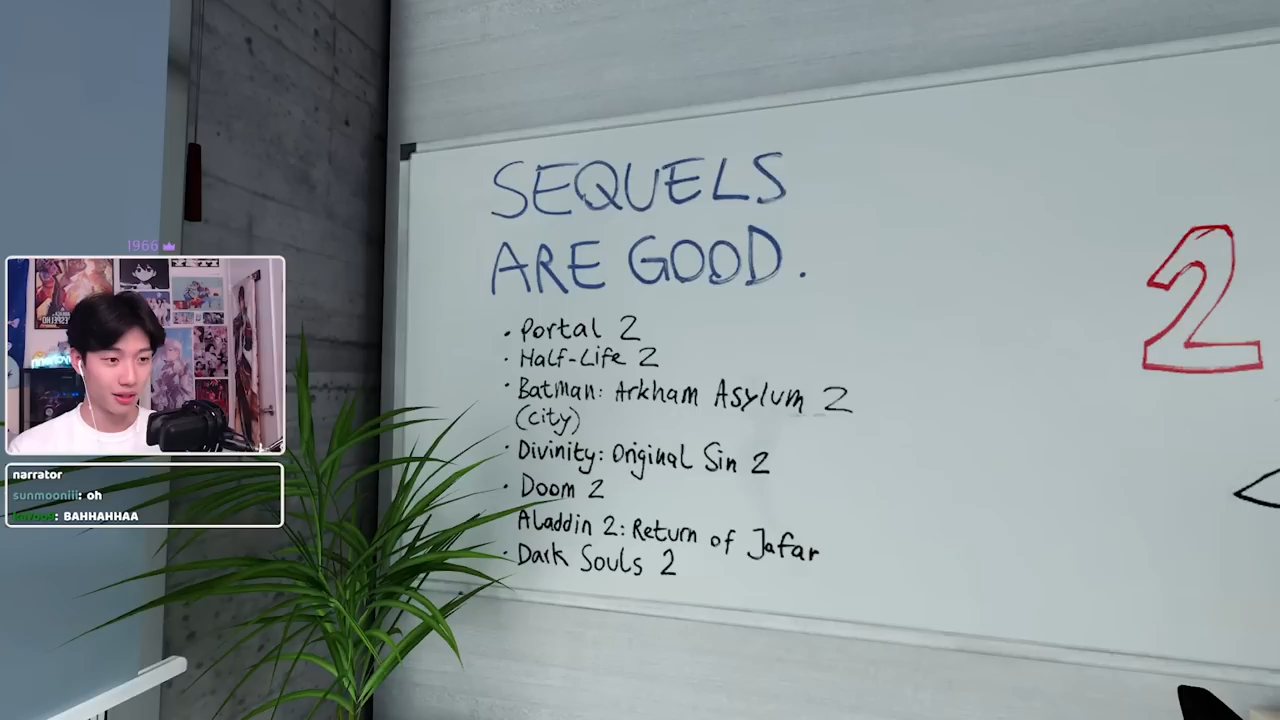 SEQUELS
ARE GOOD.
• Portal 2
• Half-Life 2
• Batman: Arkham Asylum 2
(City)
• Divinity: Original Sin 2
• Doom 2
Aladdin 2: Return of Jafar
• Dark Souls 2
2
1966
narrator
sunmooniii: oh
: BAHHAHHAA